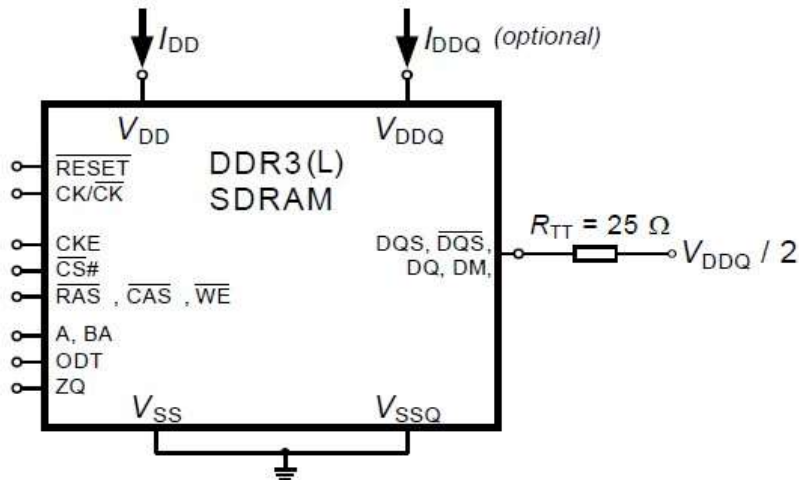 IDD
IDDQ (optional)
VDD
VDDQ
DDR3(L)
SDRAM
RESET
CK/CK
CKE
CS#
RAS , CAS , WE
A, BA
ODT
ZQ
DQS, DQS,
DQ, DM,
RTT = 25 Ω
VDDQ / 2
VSS
VSSQ